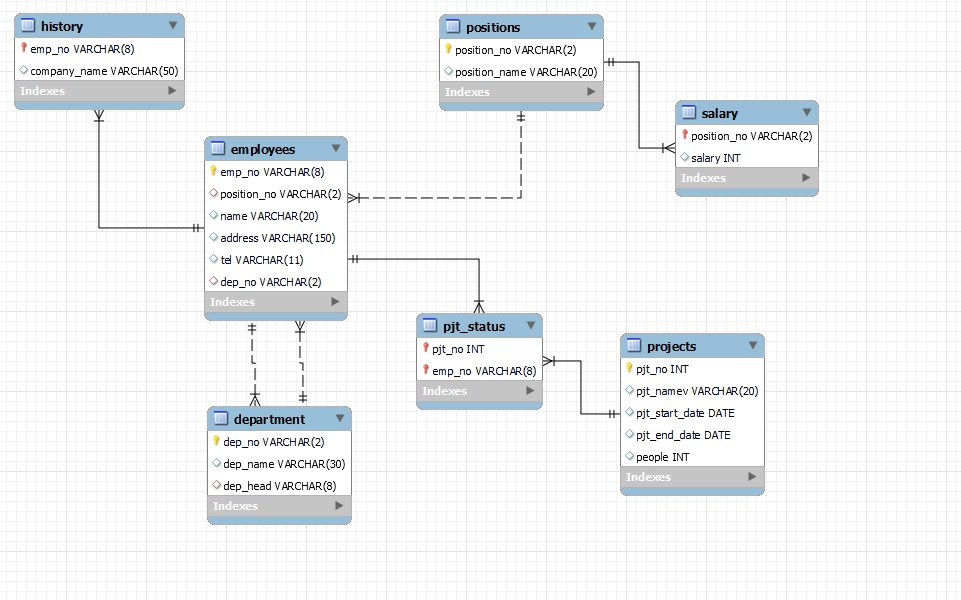 history
emp_no VARCHAR(8)
company_name VARCHAR(50)
Indexes
positions
position_no VARCHAR(2)
position_name VARCHAR(20)
Indexes
salary
position_no VARCHAR(2)
salary INT
Indexes
employees
emp_no VARCHAR(8)
position_no VARCHAR(2)
name VARCHAR(20)
address VARCHAR(150)
tel VARCHAR(11)
dep_no VARCHAR(2)
Indexes
pjt_status
pjt_no INT
emp_no VARCHAR(8)
Indexes
projects
pjt_no INT
pjt_namev VARCHAR(20)
pjt_start_date DATE
pjt_end_date DATE
people INT
Indexes
department
dep_no VARCHAR(2)
dep_name VARCHAR(30)
dep_head VARCHAR(8)
Indexes